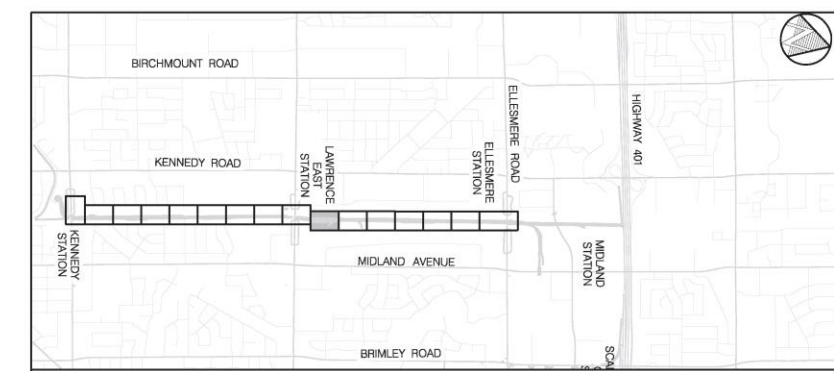 BIRCHMOUNT ROAD
KENNEDY ROAD
KENNEDY
STATION
LAWRENCE
EAST
STATION
ELLESMERE
STATION
ELLESMERE ROAD
HIGHWAY 401
MIDLAND
STATION
MIDLAND AVENUE
BRIMLEY ROAD